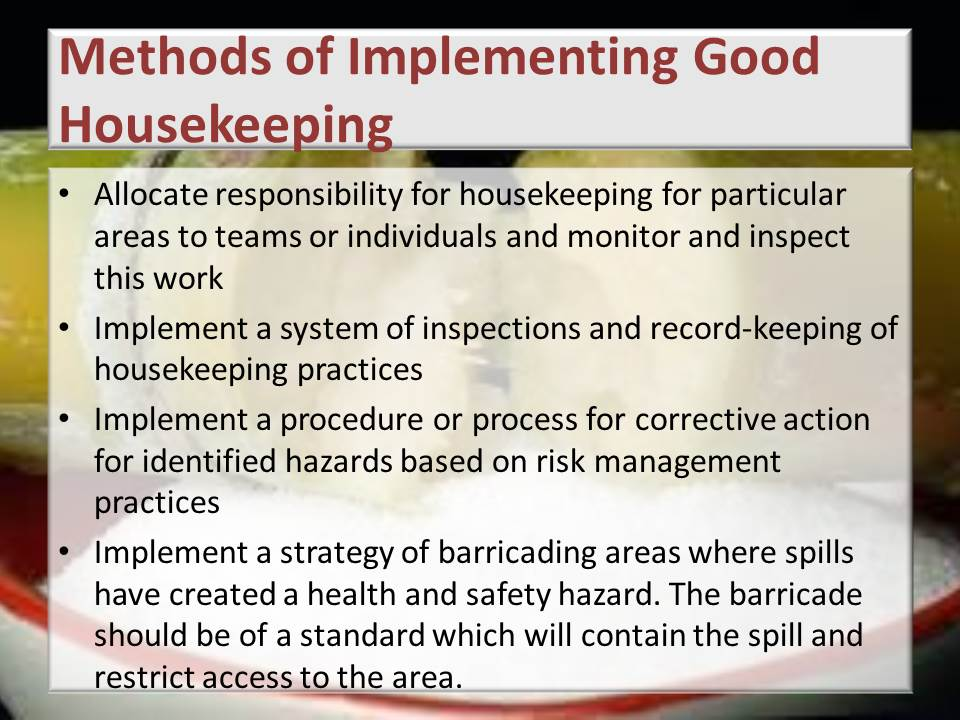 Methods of Implementing Good
Housekeeping
• Allocate responsibility for housekeeping for particular
areas to teams or individuals and monitor and inspect
this work
• Implement a system of inspections and record-keeping of
housekeeping practices
• Implement a procedure or process for corrective action
for identified hazards based on risk management
practices
• Implement a strategy of barricading areas where spills
have created a health and safety hazard. The barricade
should be of a standard which will contain the spill and
restrict access to the area.